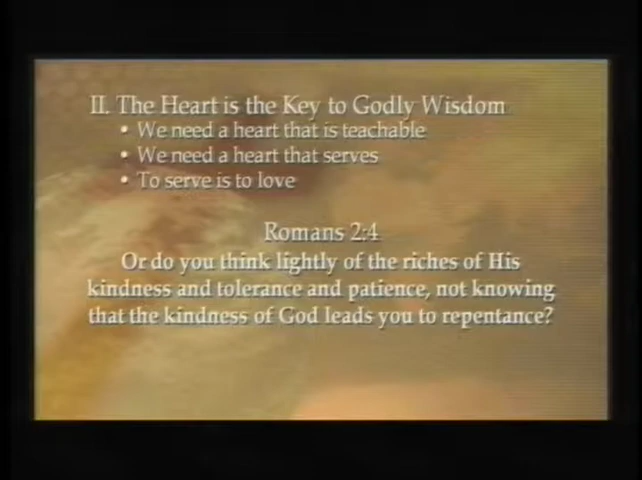 II. The Heart is the Key to Godly Wisdom
• We need a heart that is teachable
• We need a heart that serves
• To serve is to love
Romans 2:4
Or do you think lightly of the riches of His
kindness and tolerance and patience, not knowing
that the kindness of God leads you to repentance?